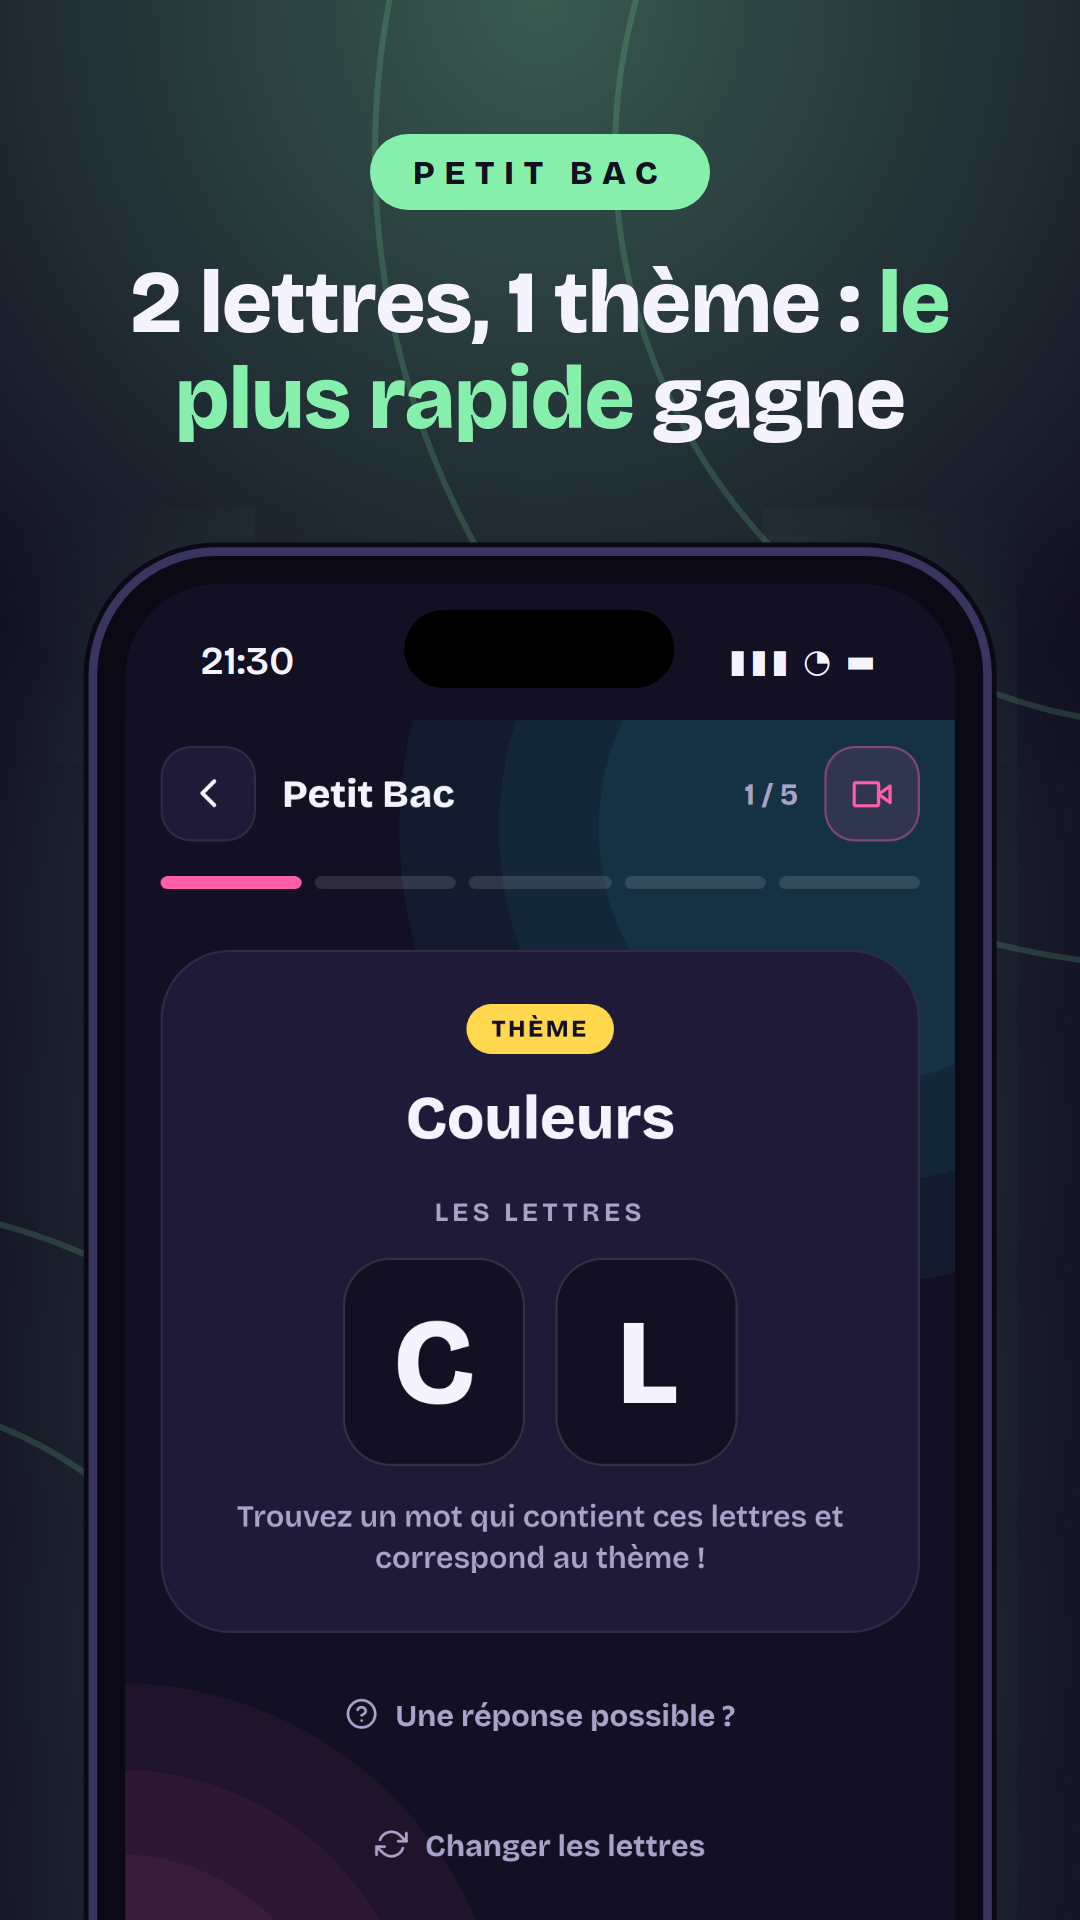 PETIT BAC
2 lettres, 1 thème : le
plus rapide gagne
21:30
Petit Bac
1 / 5
THÈME
Couleurs
LES LETTRES
C L
Trouvez un mot qui contient ces lettres et
correspond au thème !
Une réponse possible ?
Changer les lettres